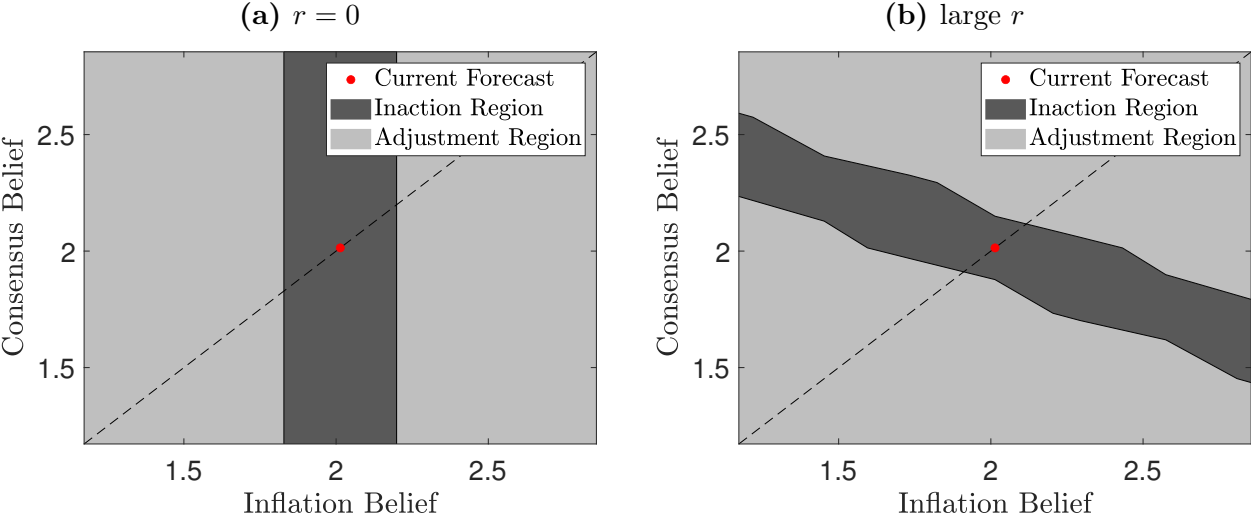 (a) r = 0
Current Forecast
Inaction Region
Adjustment Region
2.5
2
1.5
Consensus Belief
1.5 2 2.5
Inflation Belief
(b) large r
Current Forecast
Inaction Region
Adjustment Region
2.5
2
1.5
Consensus Belief
1.5 2 2.5
Inflation Belief